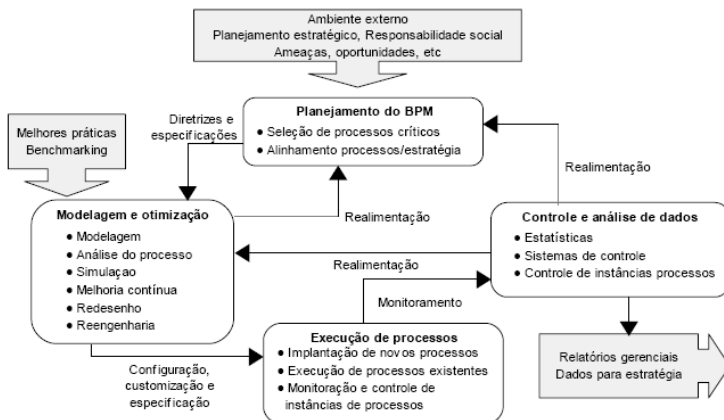 Ambiente externo
Planejamento estratégico, Responsabilidade social
Ameaças, oportunidades, etc
Melhores práticas
Benchmarking
Diretrizes e
especificações
Planejamento do BPM
● Seleção de processos críticos
● Alinhamento processos/estratégia
Realimentação
Realimentação
Modelagem e otimização
● Modelagem
● Análise do processo
● Simulaçao
● Melhoria contínua
● Redesenho
● Reengenharia
Realimentação
Controle e análise de dados
● Estatísticas
● Sistemas de controle
● Controle de instâncias processos
Monitoramento
Configuração,
customização e
especificação
Execução de processos
● Implantação de novos processos
● Execução de processos existentes
● Monitoração e controle de
instâncias de processos
Relatórios gerenciais
Dados para estratégia